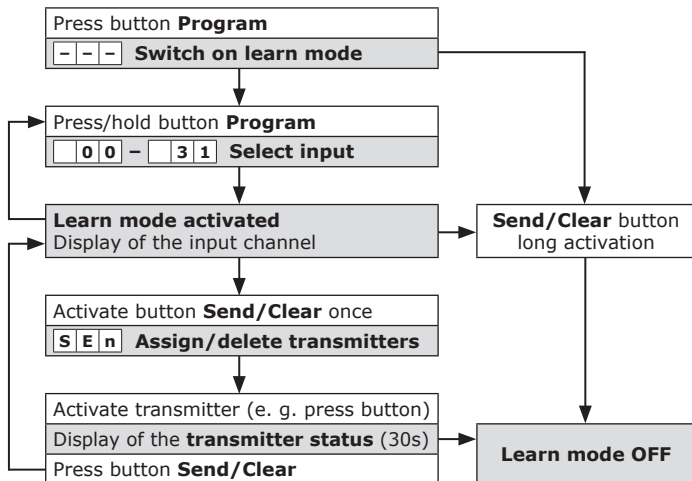 Press button Program
– – – Switch on learn mode
Press/hold button Program
0 0 – 3 1 Select input
Learn mode activated
Display of the input channel
Send/Clear button
long activation
Activate button Send/Clear once
S E n Assign/delete transmitters
Activate transmitter (e. g. press button)
Display of the transmitter status (30s)
Press button Send/Clear
Learn mode OFF